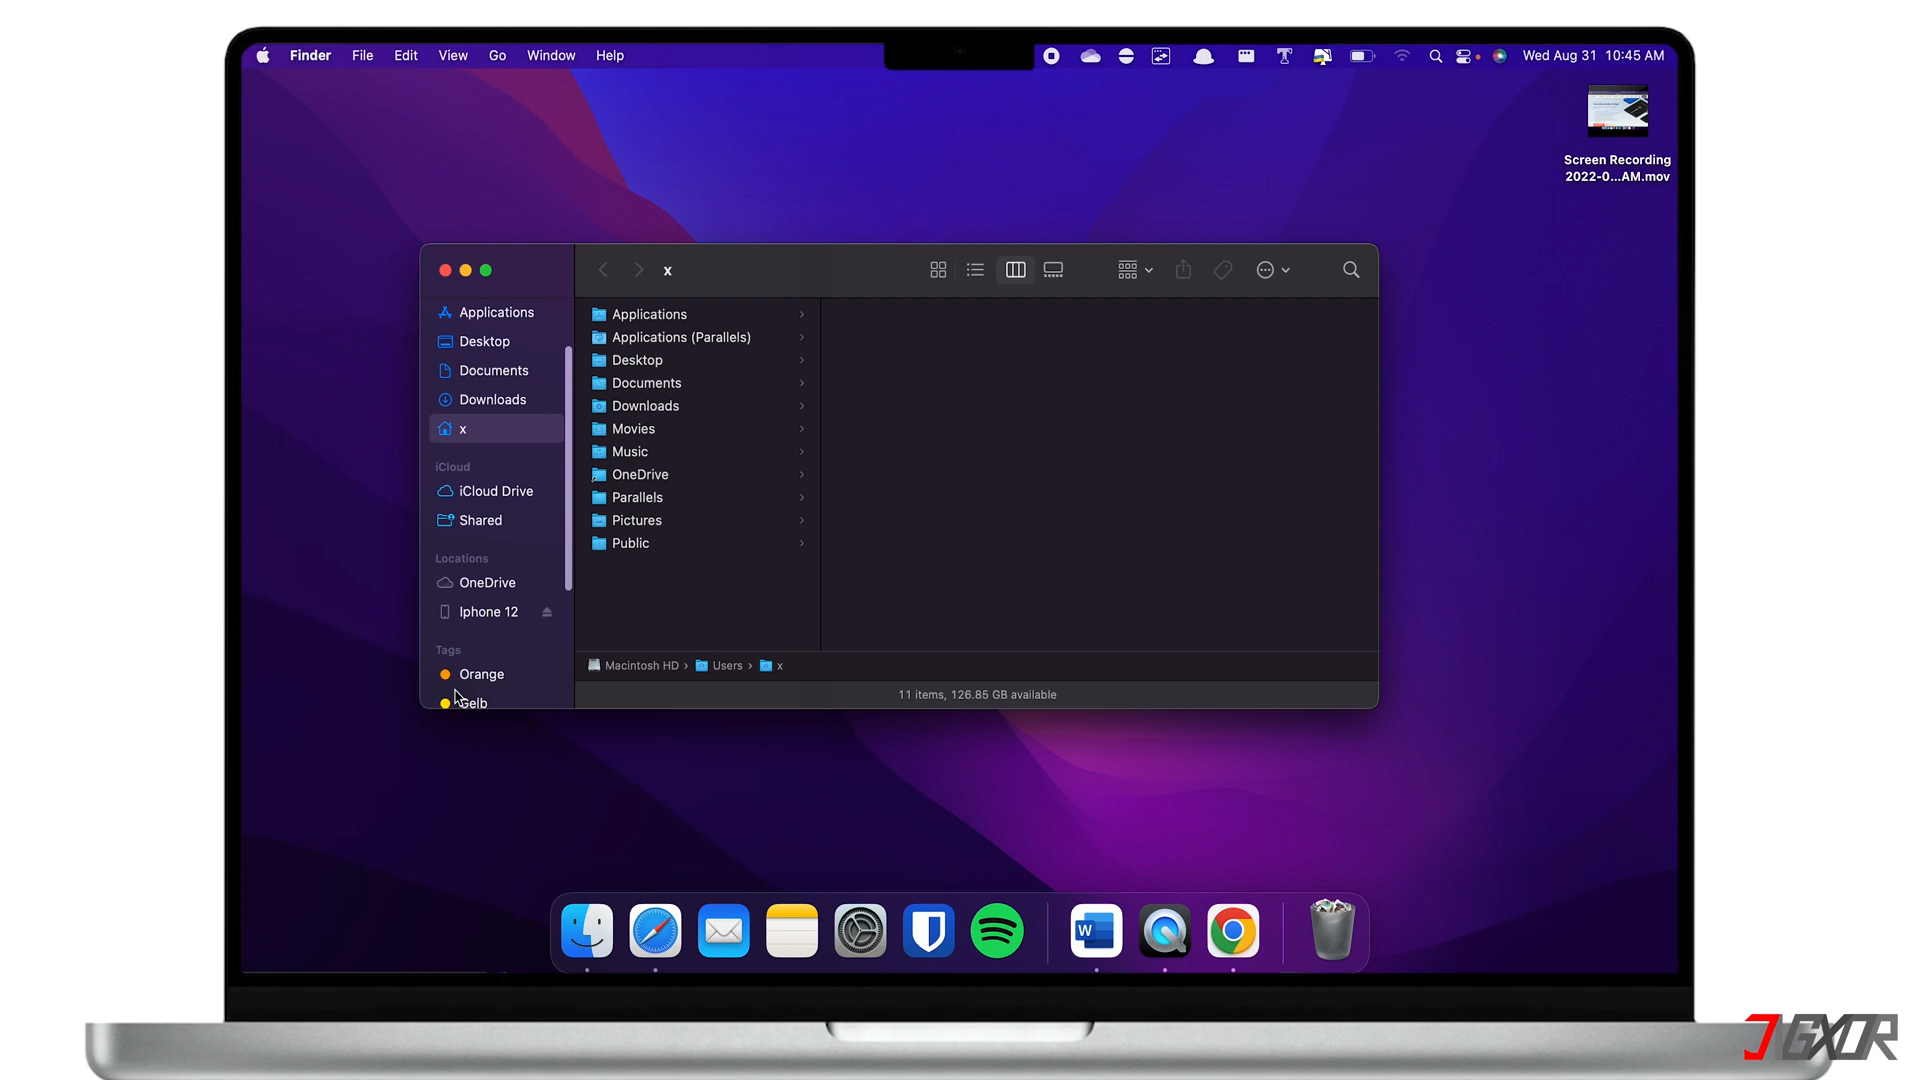 Finder File Edit View Go Window Help Wed Aug 31 10:45 AM
Screen Recording
2022-0...AM.mov
x
Applications
Desktop
Documents
Downloads
x
iCloud
iCloud Drive
Shared
Locations
OneDrive
Iphone 12
Tags
Orange
Gelb
Applications
Applications (Parallels)
Desktop
Documents
Downloads
Movies
Music
OneDrive
Parallels
Pictures
Public
Macintosh HD › Users › x
11 items, 126.85 GB available
W
JGXOR